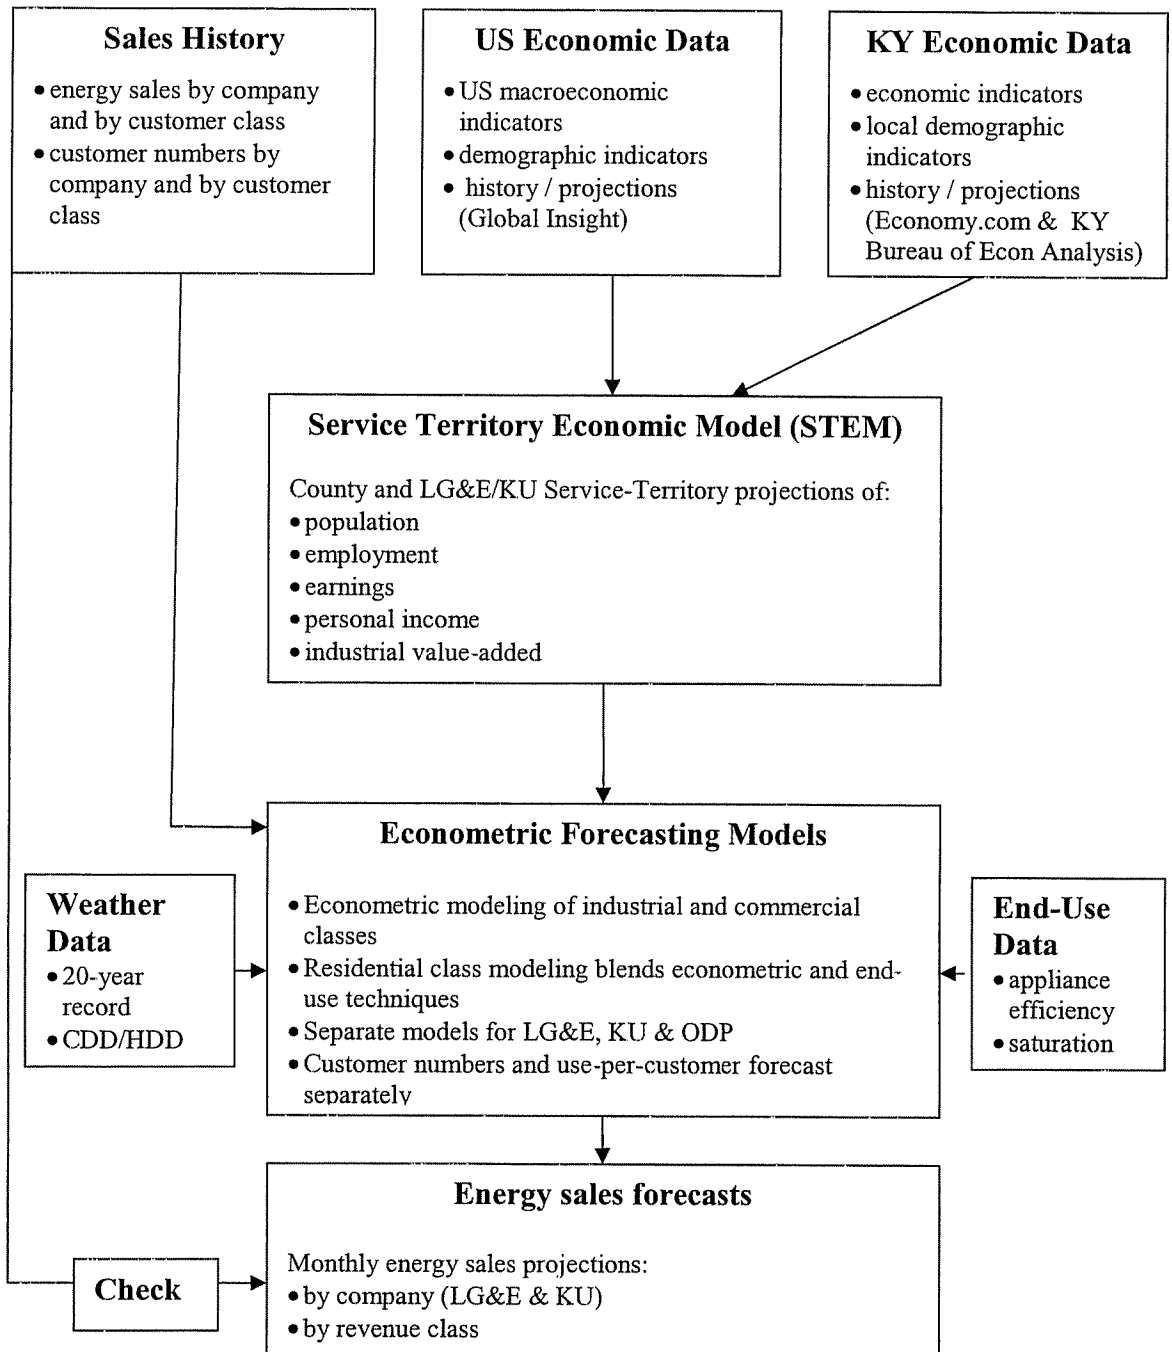 Sales History
• energy sales by company
and by customer class
• customer numbers by
company and by customer
class
US Economic Data
• US macroeconomic
indicators
• demographic indicators
• history / projections
(Global Insight)
KY Economic Data
• economic indicators
• local demographic
indicators
• history / projections
(Economy.com & KY
Bureau of Econ Analysis)
Service Territory Economic Model (STEM)
County and LG&E/KU Service-Territory projections of:
• population
• employment
• earnings
• personal income
• industrial value-added
Econometric Forecasting Models
• Econometric modeling of industrial and commercial
classes
• Residential class modeling blends econometric and end-
use techniques
• Separate models for LG&E, KU & ODP
• Customer numbers and use-per-customer forecast
separately
Weather
Data
• 20-year
record
• CDD/HDD
End-Use
Data
• appliance
efficiency
• saturation
Energy sales forecasts
Monthly energy sales projections:
• by company (LG&E & KU)
• by revenue class
Check